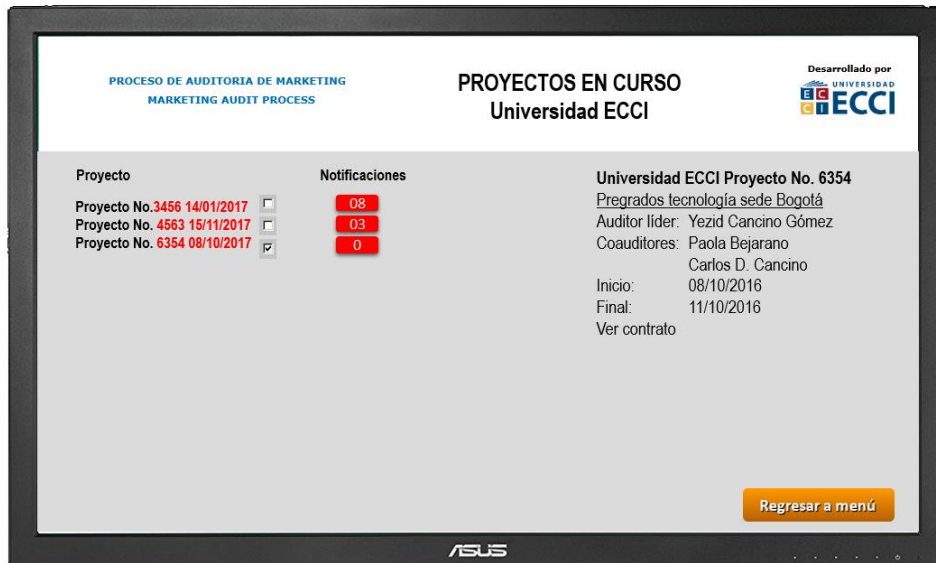 PROCESO DE AUDITORIA DE MARKETING
MARKETING AUDIT PROCESS
PROYECTOS EN CURSO
Universidad ECCI
Desarrollado por
UNIVERSIDAD
E C
C I
ECCI
Proyecto
Notificaciones
Proyecto No.3456 14/01/2017
08
Proyecto No. 4563 15/11/2017
03
Proyecto No. 6354 08/10/2017
0
Universidad ECCI Proyecto No. 6354
Pregrados tecnología sede Bogotá
Auditor líder: Yezid Cancino Gómez
Coauditores: Paola Bejarano
Carlos D. Cancino
Inicio: 08/10/2016
Final: 11/10/2016
Ver contrato
Regresar a menú
ASUS